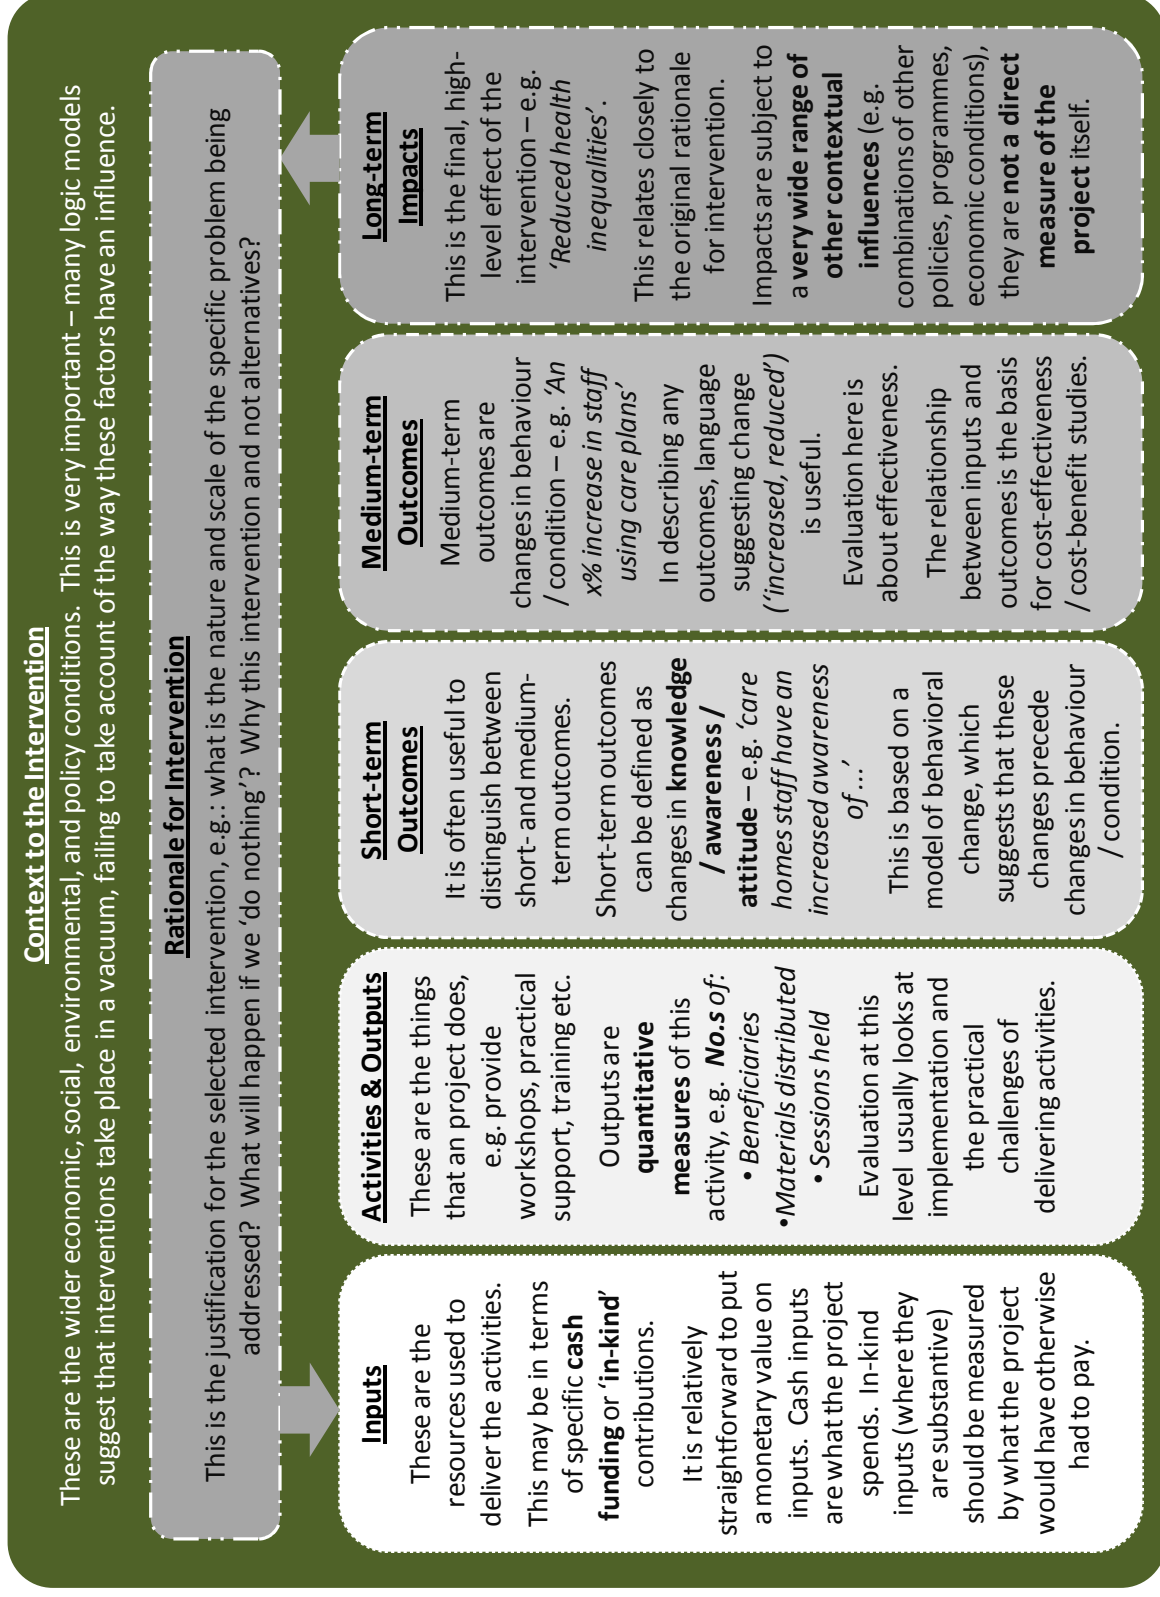 Context to the Intervention
These are the wider economic, social, environmental, and policy conditions. This is very important – many logic models
suggest that interventions take place in a vacuum, failing to take account of the way these factors have an influence.
Rationale for Intervention
This is the justification for the selected intervention, e.g.: what is the nature and scale of the specific problem being
addressed? What will happen if we ‘do nothing’? Why this intervention and not alternatives?
Inputs
These are the
resources used to
deliver the activities.
This may be in terms
of specific cash
funding or ‘in-kind’
contributions.
It is relatively
straightforward to put
a monetary value on
inputs. Cash inputs
are what the project
spends. In-kind
inputs (where they
are substantive)
should be measured
by what the project
would have otherwise
had to pay.
Activities & Outputs
These are the things
that an project does,
e.g. provide
workshops, practical
support, training etc.
Outputs are
quantitative
measures of this
activity, e.g. No.s of:
• Beneficiaries
•Materials distributed
• Sessions held
Evaluation at this
level usually looks at
implementation and
the practical
challenges of
delivering activities.
Short-term
Outcomes
It is often useful to
distinguish between
short- and medium-
term outcomes.
Short-term outcomes
can be defined as
changes in knowledge
/ awareness /
attitude – e.g. ‘care
homes staff have an
increased awareness
of ...’
This is based on a
model of behavioral
change, which
suggests that these
changes precede
changes in behaviour
/ condition.
Medium-term
Outcomes
Medium-term
outcomes are
changes in behaviour
/ condition – e.g. ‘An
x% increase in staff
using care plans’
In describing any
outcomes, language
suggesting change
(‘increased, reduced’)
is useful.
Evaluation here is
about effectiveness.
The relationship
between inputs and
outcomes is the basis
for cost-effectiveness
/ cost-benefit studies.
Long-term
Impacts
This is the final, high-
level effect of the
intervention – e.g.
‘Reduced health
inequalities’.
This relates closely to
the original rationale
for intervention.
Impacts are subject to
a very wide range of
other contextual
influences (e.g.
combinations of other
policies, programmes,
economic conditions),
they are not a direct
measure of the
project itself.